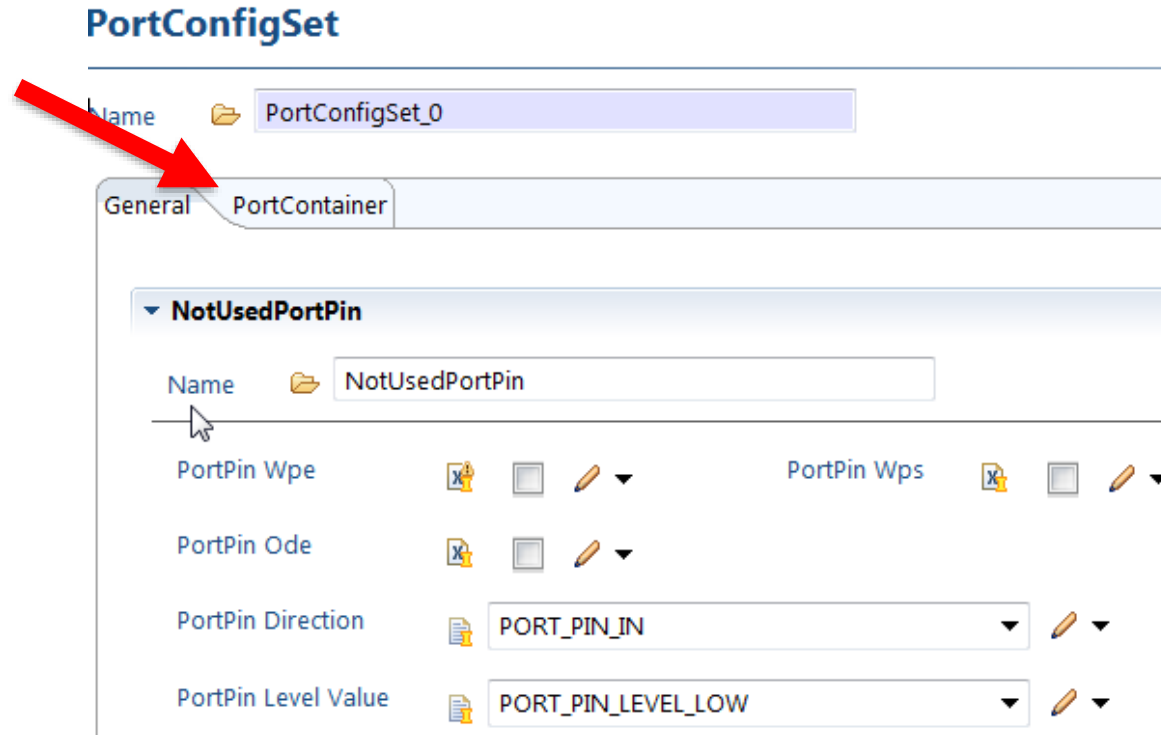 PortConfigSet
Name PortConfigSet_0
General PortContainer
NotUsedPortPin
Name NotUsedPortPin
PortPin Wpe PortPin Wps
PortPin Ode
PortPin Direction PORT_PIN_IN
PortPin Level Value PORT_PIN_LEVEL_LOW